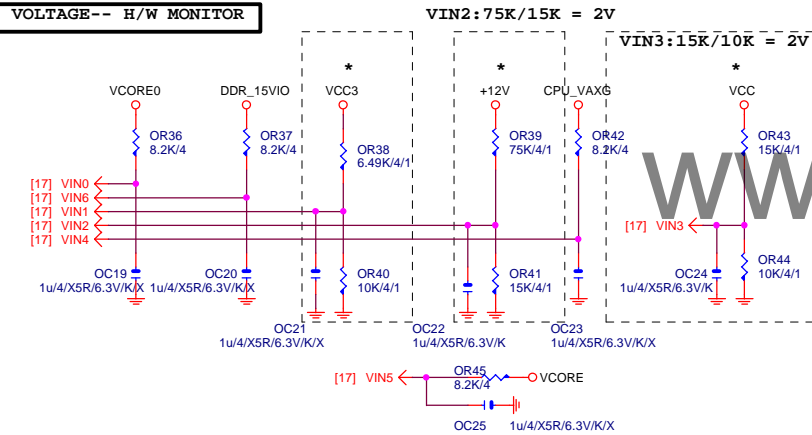 VOLTAGE-- H/W MONITOR
VIN2:75K/15K = 2V
VIN3:15K/10K = 2V
* * *
VCORE0 DDR_15VIO VCC3 +12V CPU_VAXG VCC
OR36
8.2K/4
OR37
8.2K/4
OR38
6.49K/4/1
OR39
75K/4/1
OR42
8.2K/4
OR43
15K/4/1
[17] VIN0
[17] VIN6
[17] VIN1
[17] VIN2
[17] VIN4
[17] VIN3
WW
OC19
1u/4/X5R/6.3V/K/X
OC20
1u/4/X5R/6.3V/K/X
OR40
10K/4/1
OR41
15K/4/1
OC24
1u/4/X5R/6.3V/K
OR44
10K/4/1
OC21
1u/4/X5R/6.3V/K/X
OC22
1u/4/X5R/6.3V/K
OC23
1u/4/X5R/6.3V/K/X
[17] VIN5
OR45
8.2K/4
VCORE
OC25
1u/4/X5R/6.3V/K/X